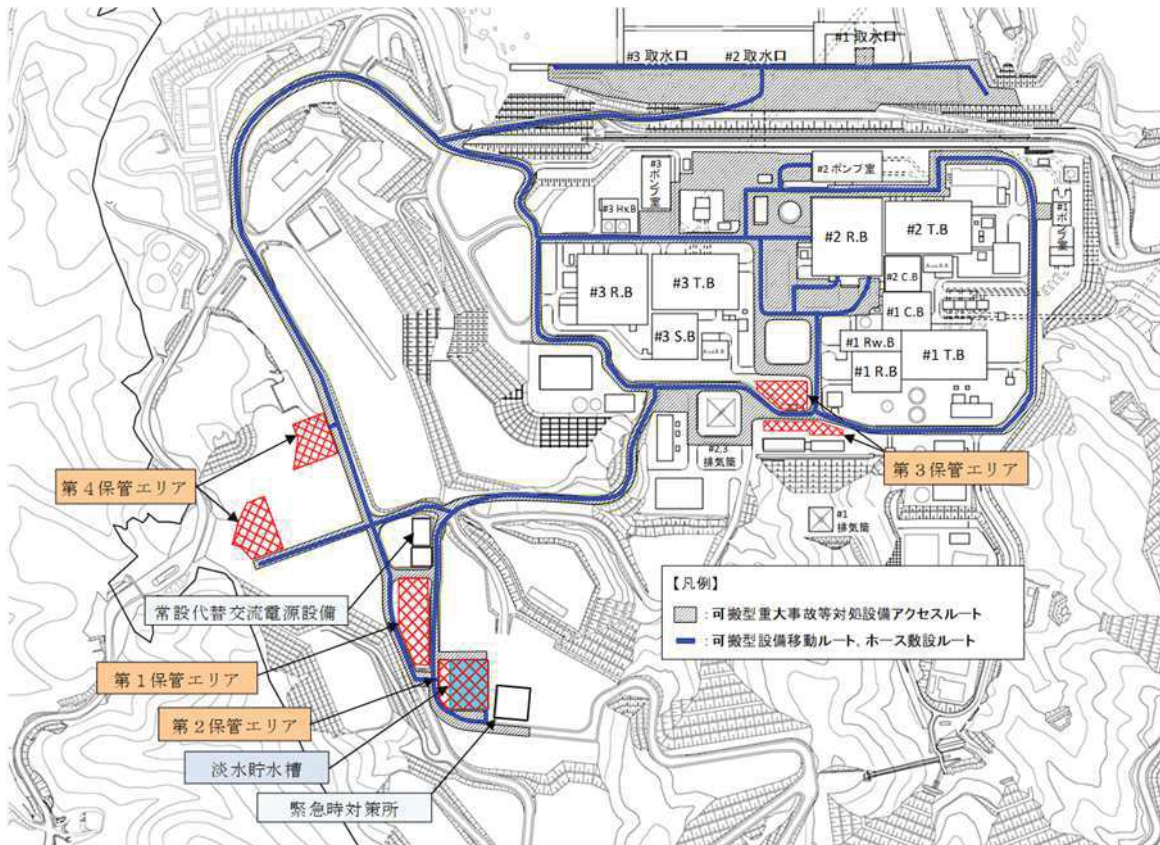 #1 取水口
#3 取水口
#2 取水口
#3
ポンプ室
#2 ポンプ室
#1
ポンプ室
#3 Hx.B
#2 R.B
#2 T.B
#2 C.B
#3 R.B
#3 T.B
#1 C.B
#3 S.B
#1 Rw.B
#1 R.B
#1 T.B
#2,3
排気筒
第3保管エリア
第4保管エリア
#1
排気筒
【凡例】
:可搬型重大事故等対処設備アクセスルート
:可搬型設備移動ルート、ホース敷設ルート
常設代替交流電源設備
第1保管エリア
第2保管エリア
淡水貯水槽
緊急時対策所